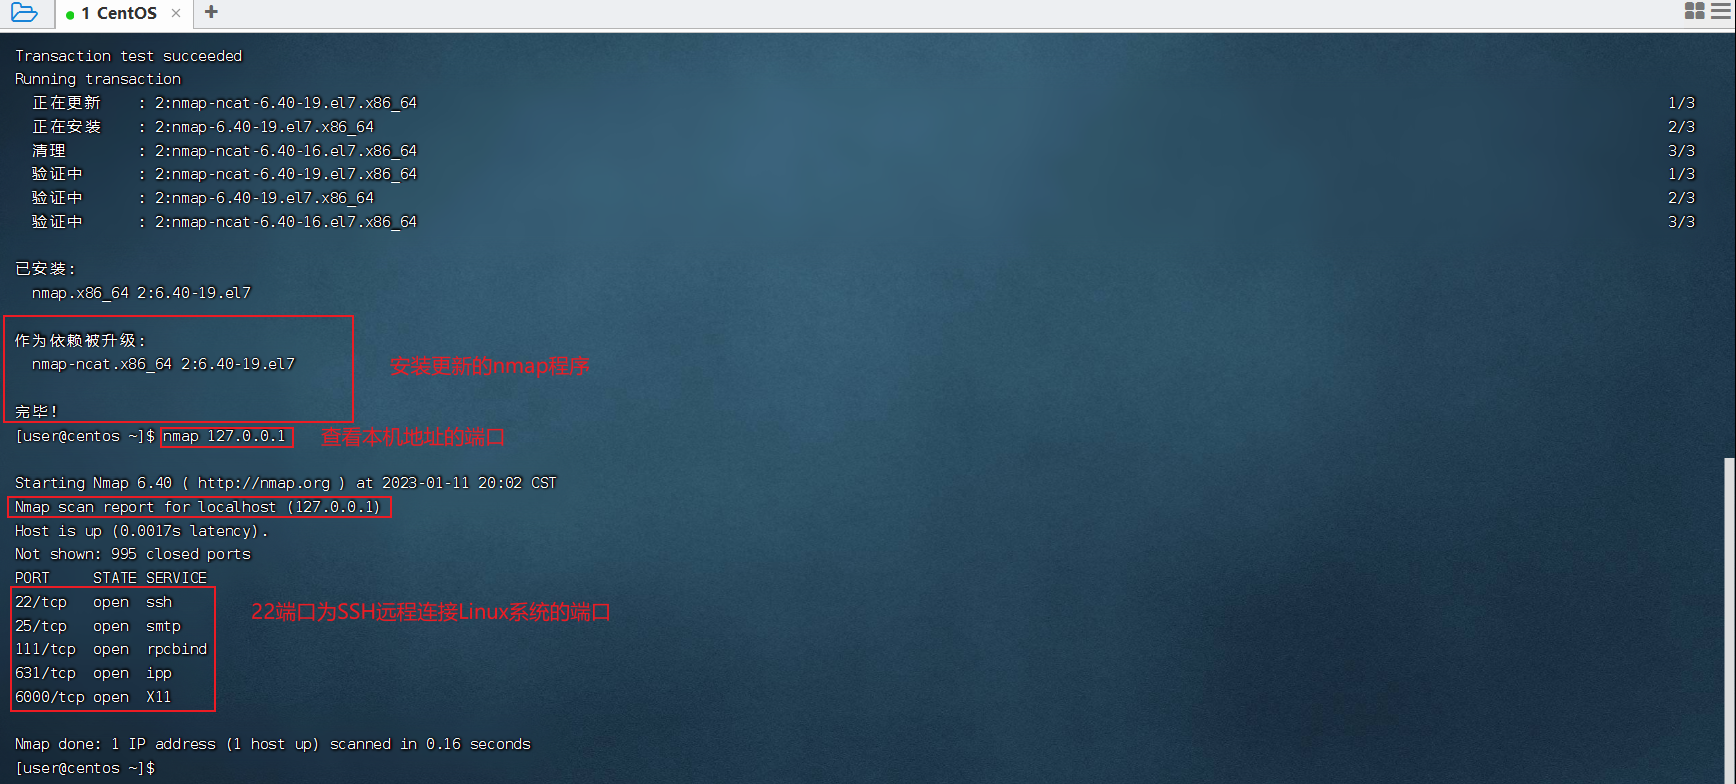 1 CentOS × +
Transaction test succeeded
Running transaction
正在更新 : 2:nmap-ncat-6.40-19.el7.x86_64 1/3
正在安装 : 2:nmap-6.40-19.el7.x86_64 2/3
清理 : 2:nmap-ncat-6.40-16.el7.x86_64 3/3
验证中 : 2:nmap-ncat-6.40-19.el7.x86_64 1/3
验证中 : 2:nmap-6.40-19.el7.x86_64 2/3
验证中 : 2:nmap-ncat-6.40-16.el7.x86_64 3/3
已安装:
nmap.x86_64 2:6.40-19.el7
作为依赖被升级:
nmap-ncat.x86_64 2:6.40-19.el7
安装更新的nmap程序
完毕!
[user@centos ~]$ nmap 127.0.0.1 查看本机地址的端口
Starting Nmap 6.40 ( http://nmap.org ) at 2023-01-11 20:02 CST
Nmap scan report for localhost (127.0.0.1)
Host is up (0.0017s latency).
Not shown: 995 closed ports
PORT STATE SERVICE
22/tcp open ssh
22端口为SSH远程连接Linux系统的端口
25/tcp open smtp
111/tcp open rpcbind
631/tcp open ipp
6000/tcp open X11
Nmap done: 1 IP address (1 host up) scanned in 0.16 seconds
[user@centos ~]$